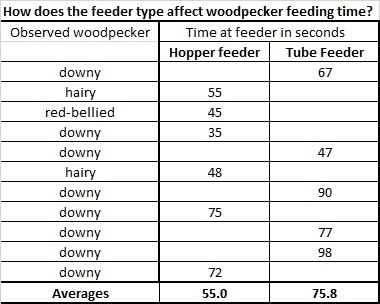 How does the feeder type affect woodpecker feeding time?
Observed woodpecker Time at feeder in seconds
Hopper feeder Tube Feeder
downy 67
hairy 55
red-bellied 45
downy 35
downy 47
hairy 48
downy 90
downy 75
downy 77
downy 98
downy 72
Averages 55.0 75.8